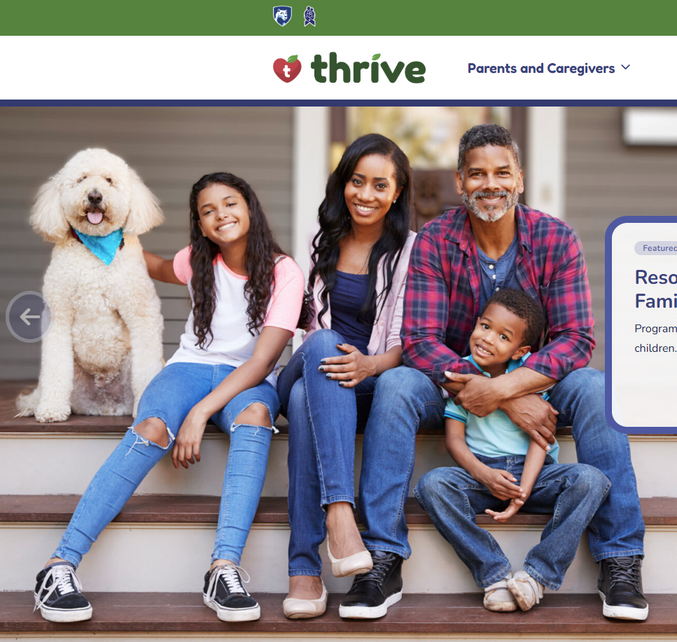 t thrive
Parents and Caregivers
Featured
Reso
Fami
Program
children.